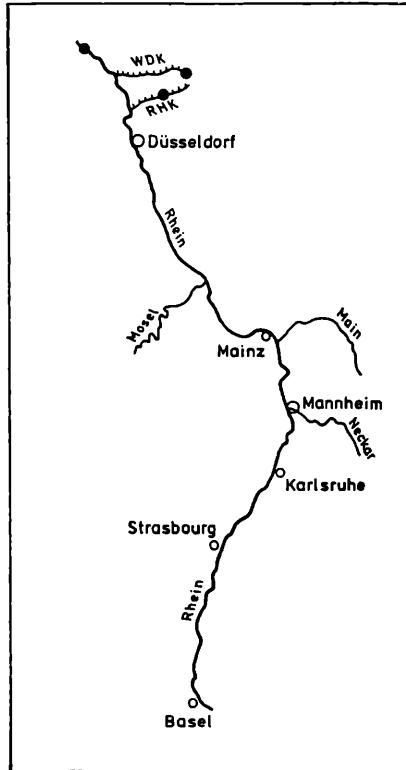 WDK
RHK
Düsseldorf
Rhein
Mosel
Mainz
Main
Mannheim
Neckar
Karlsruhe
Strasbourg
Rhein
Basel